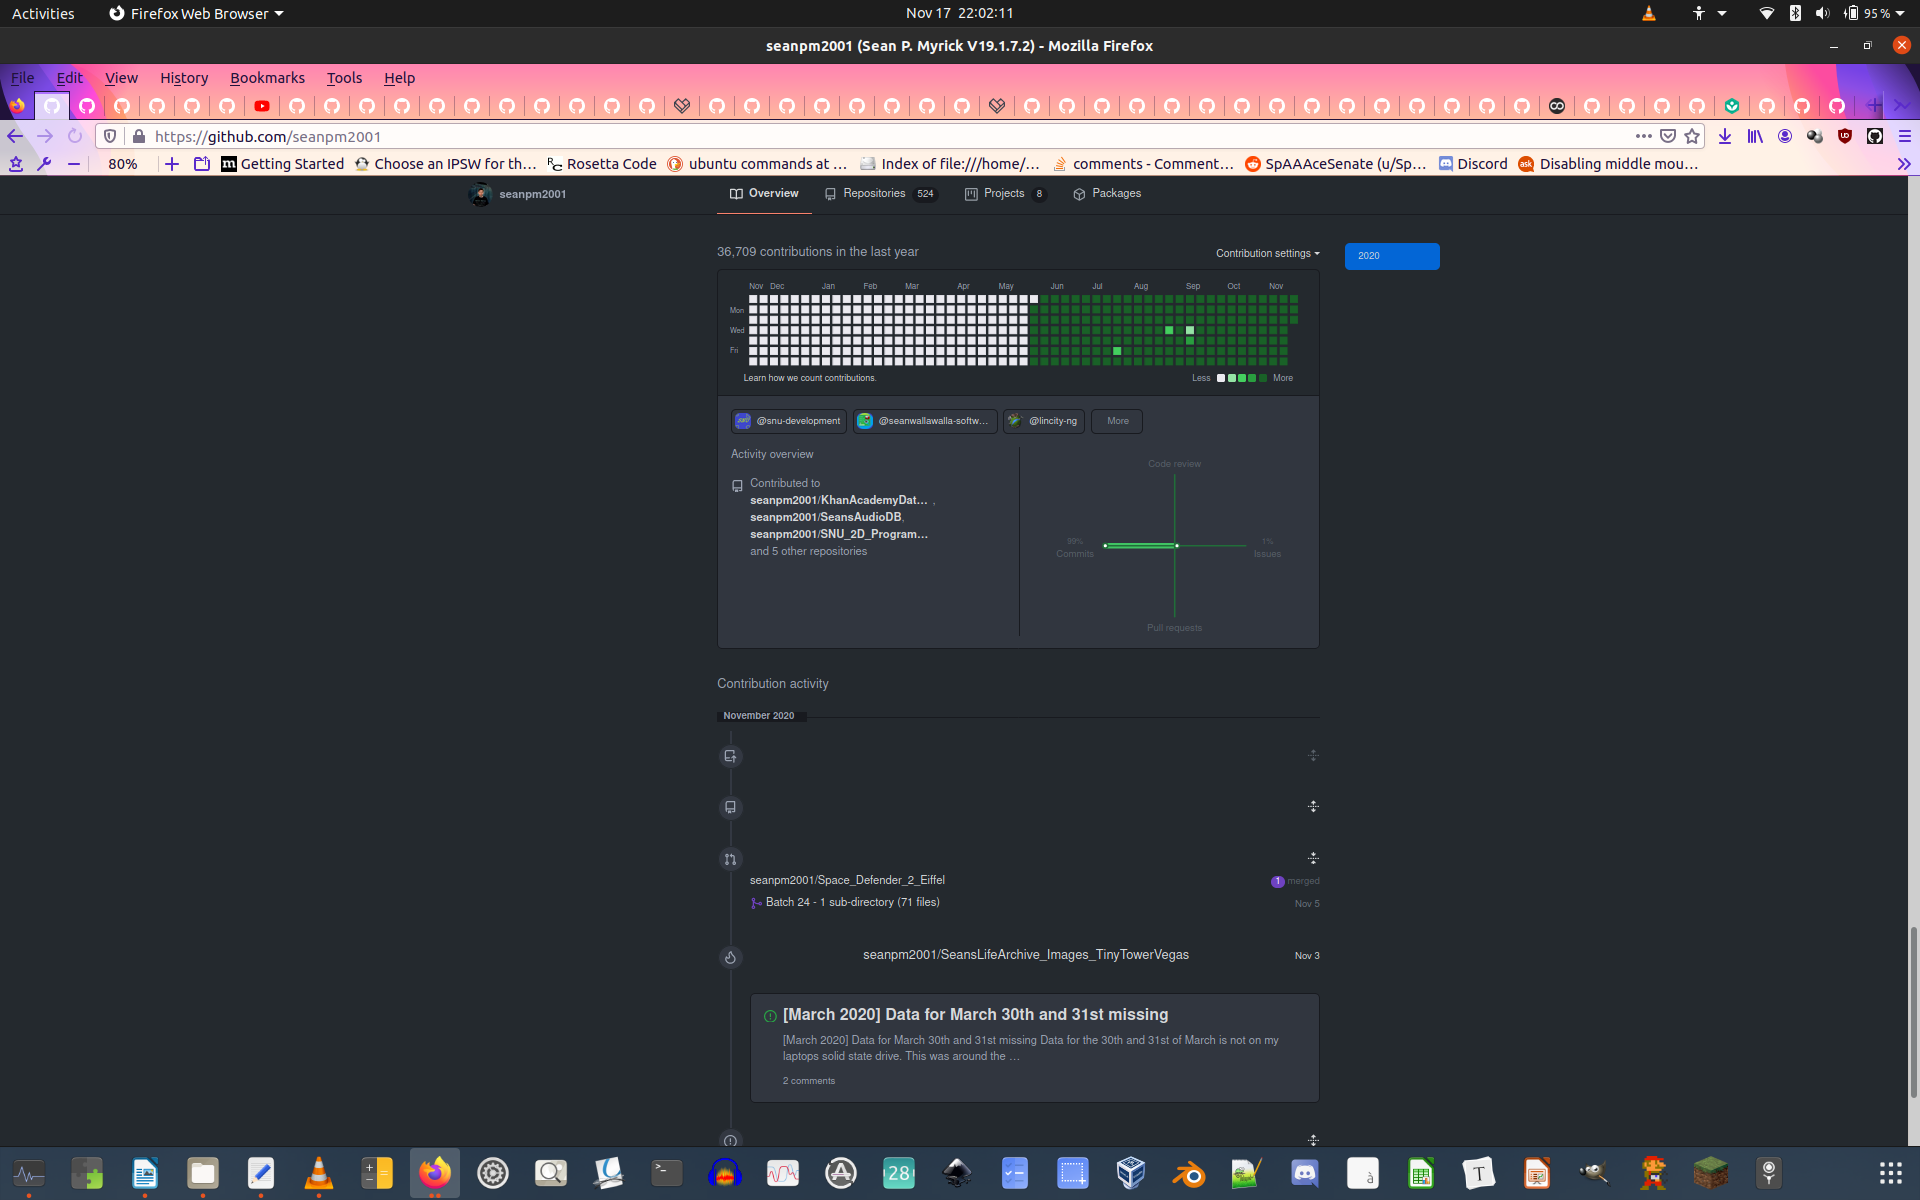 Activities
Firefox Web Browser
Nov 17 22:02:11
95 %
seanpm2001 (Sean P. Myrick V19.1.7.2) - Mozilla Firefox
File Edit View History Bookmarks Tools Help
https://github.com/seanpm2001
80%
Getting Started
Choose an IPSW for th…
Rosetta Code
ubuntu commands at …
Index of file:///home/…
comments - Comment…
SpAAAceSenate (u/Sp…
Discord
Disabling middle mou…
seanpm2001
Overview
Repositories 524
Projects 8
Packages
36,709 contributions in the last year
Contribution settings
2020
Nov Dec Jan Feb Mar Apr May Jun Jul Aug Sep Oct Nov
Mon
Wed
Fri
Learn how we count contributions.
Less More
@snu-development
@seanwallawalla-softw…
@lincity-ng
More
Activity overview
Contributed to
seanpm2001/KhanAcademyDat… ,
seanpm2001/SeansAudioDB,
seanpm2001/SNU_2D_Program…
and 5 other repositories
Code review
99%
Commits
1%
Issues
Pull requests
Contribution activity
November 2020
seanpm2001/Space_Defender_2_Eiffel
1 merged
Batch 24 - 1 sub-directory (71 files)
Nov 5
seanpm2001/SeansLifeArchive_Images_TinyTowerVegas
Nov 3
[March 2020] Data for March 30th and 31st missing
[March 2020] Data for March 30th and 31st missing Data for the 30th and 31st of March is not on my
laptops solid state drive. This was around the …
2 comments
28